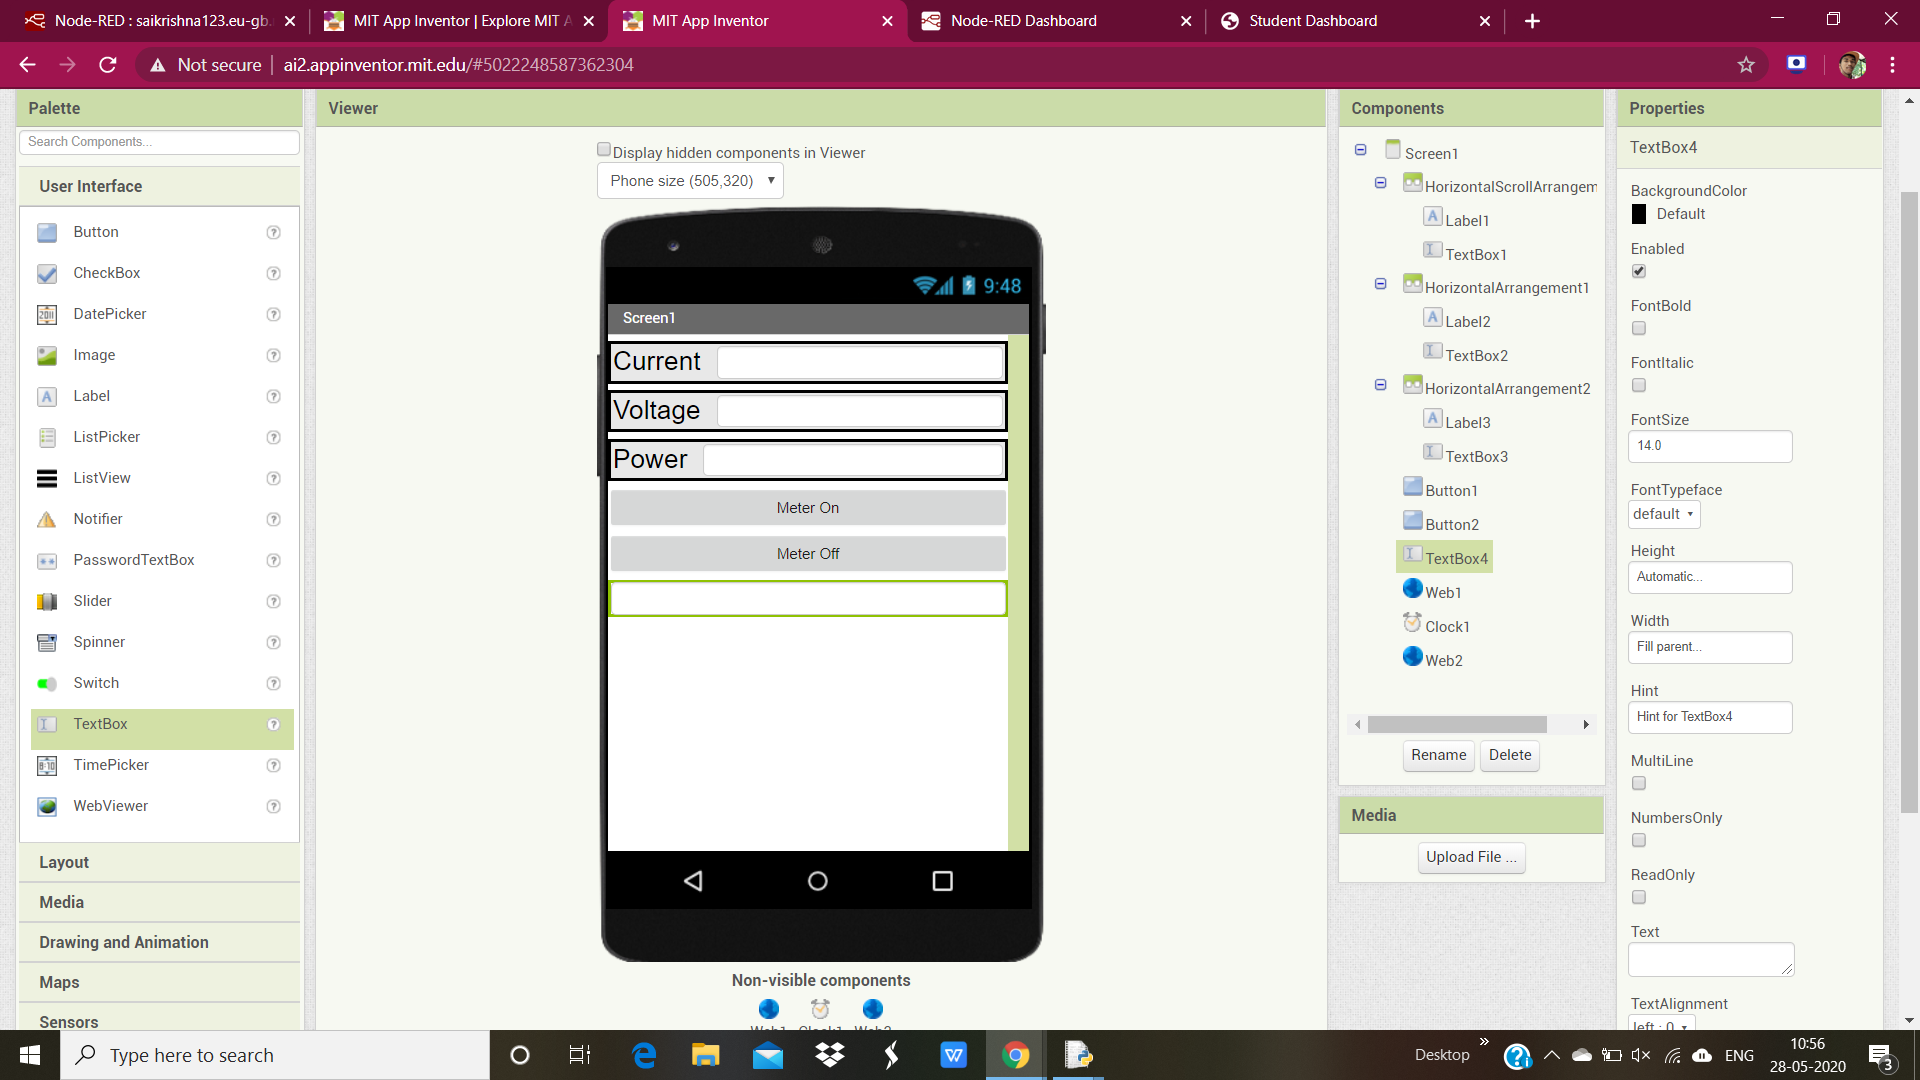 Node-RED : saikrishna123.eu-gb.
MIT App Inventor | Explore MIT A
MIT App Inventor
Node-RED Dashboard
Student Dashboard
Not secure
ai2.appinventor.mit.edu/#5022248587362304
Palette
Search Components...
User Interface
Button
CheckBox
DatePicker
Image
Label
ListPicker
ListView
Notifier
PasswordTextBox
Slider
Spinner
Switch
TextBox
TimePicker
WebViewer
Layout
Media
Drawing and Animation
Maps
Sensors
Viewer
Display hidden components in Viewer
Phone size (505,320)
9:48
Screen1
Current
Voltage
Power
Meter On
Meter Off
Non-visible components
Web1 Clock1 Web2
Components
Screen1
HorizontalScrollArrangem
Label1
TextBox1
HorizontalArrangement1
Label2
TextBox2
HorizontalArrangement2
Label3
TextBox3
Button1
Button2
TextBox4
Web1
Clock1
Web2
Rename
Delete
Media
Upload File ...
Properties
TextBox4
BackgroundColor
Default
Enabled
FontBold
FontItalic
FontSize
14.0
FontTypeface
default
Height
Automatic...
Width
Fill parent...
Hint
Hint for TextBox4
MultiLine
NumbersOnly
ReadOnly
Text
TextAlignment
left : 0
Type here to search
Desktop
ENG
10:56
28-05-2020
3